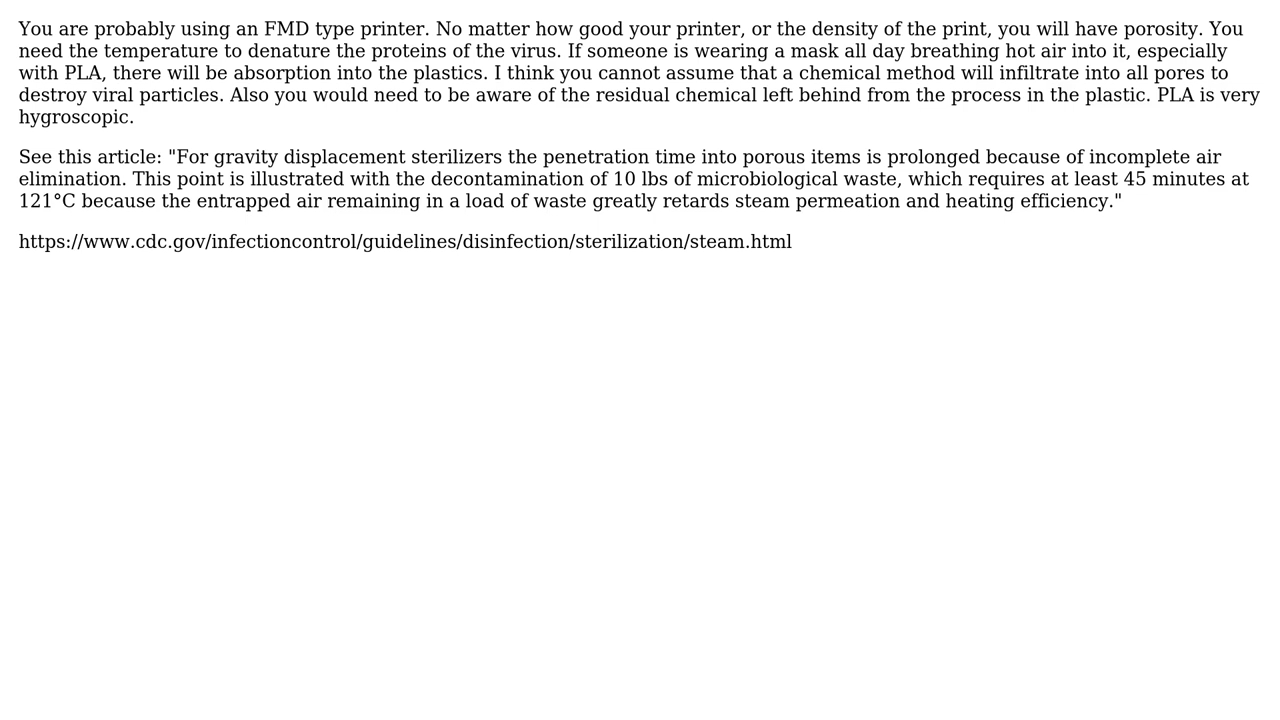 You are probably using an FMD type printer. No matter how good your printer, or the density of the print, you will have porosity. You
need the temperature to denature the proteins of the virus. If someone is wearing a mask all day breathing hot air into it, especially
with PLA, there will be absorption into the plastics. I think you cannot assume that a chemical method will infiltrate into all pores to
destroy viral particles. Also you would need to be aware of the residual chemical left behind from the process in the plastic. PLA is very
hygroscopic.
See this article: "For gravity displacement sterilizers the penetration time into porous items is prolonged because of incomplete air
elimination. This point is illustrated with the decontamination of 10 lbs of microbiological waste, which requires at least 45 minutes at
121°C because the entrapped air remaining in a load of waste greatly retards steam permeation and heating efficiency."
https://www.cdc.gov/infectioncontrol/guidelines/disinfection/sterilization/steam.html